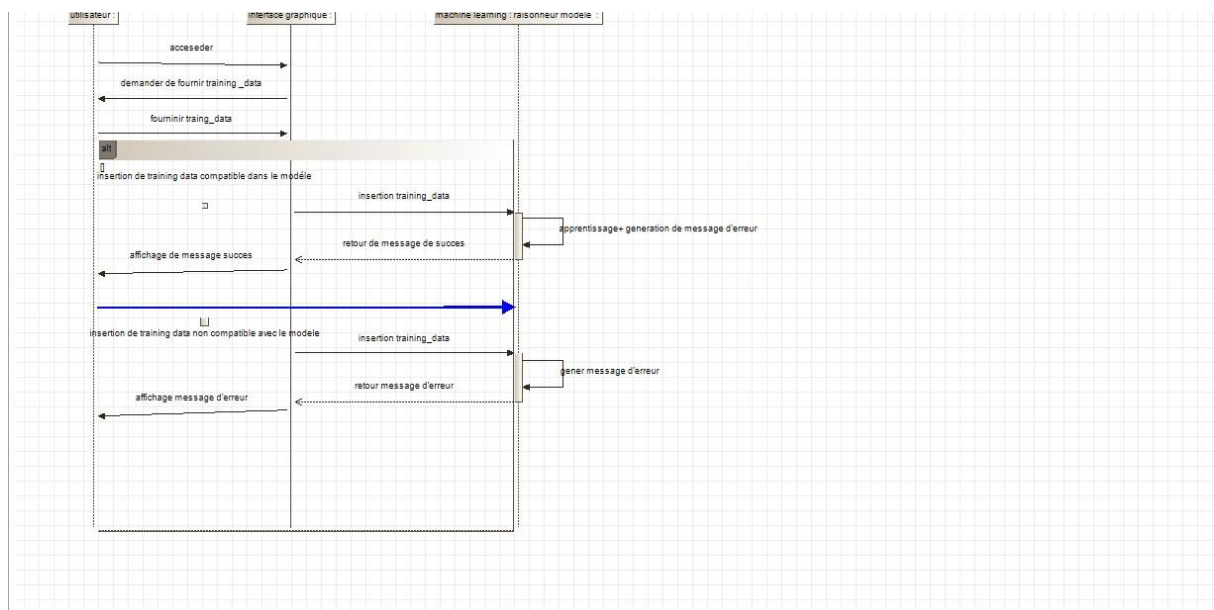 utilisateur :
interface graphique :
machine learning : raisonneur modele :
acceseder
demander de fournir training _data
fourninir traing_data
alt
insertion de training data compatible dans le modéle
insertion training_data
apprentissage+ generation de message d'erreur
retour de message de succes
affichage de message succes
insertion de training data non compatible avec le modele
insertion training_data
gener message d'erreur
retour message d'erreur
affichage message d'erreur